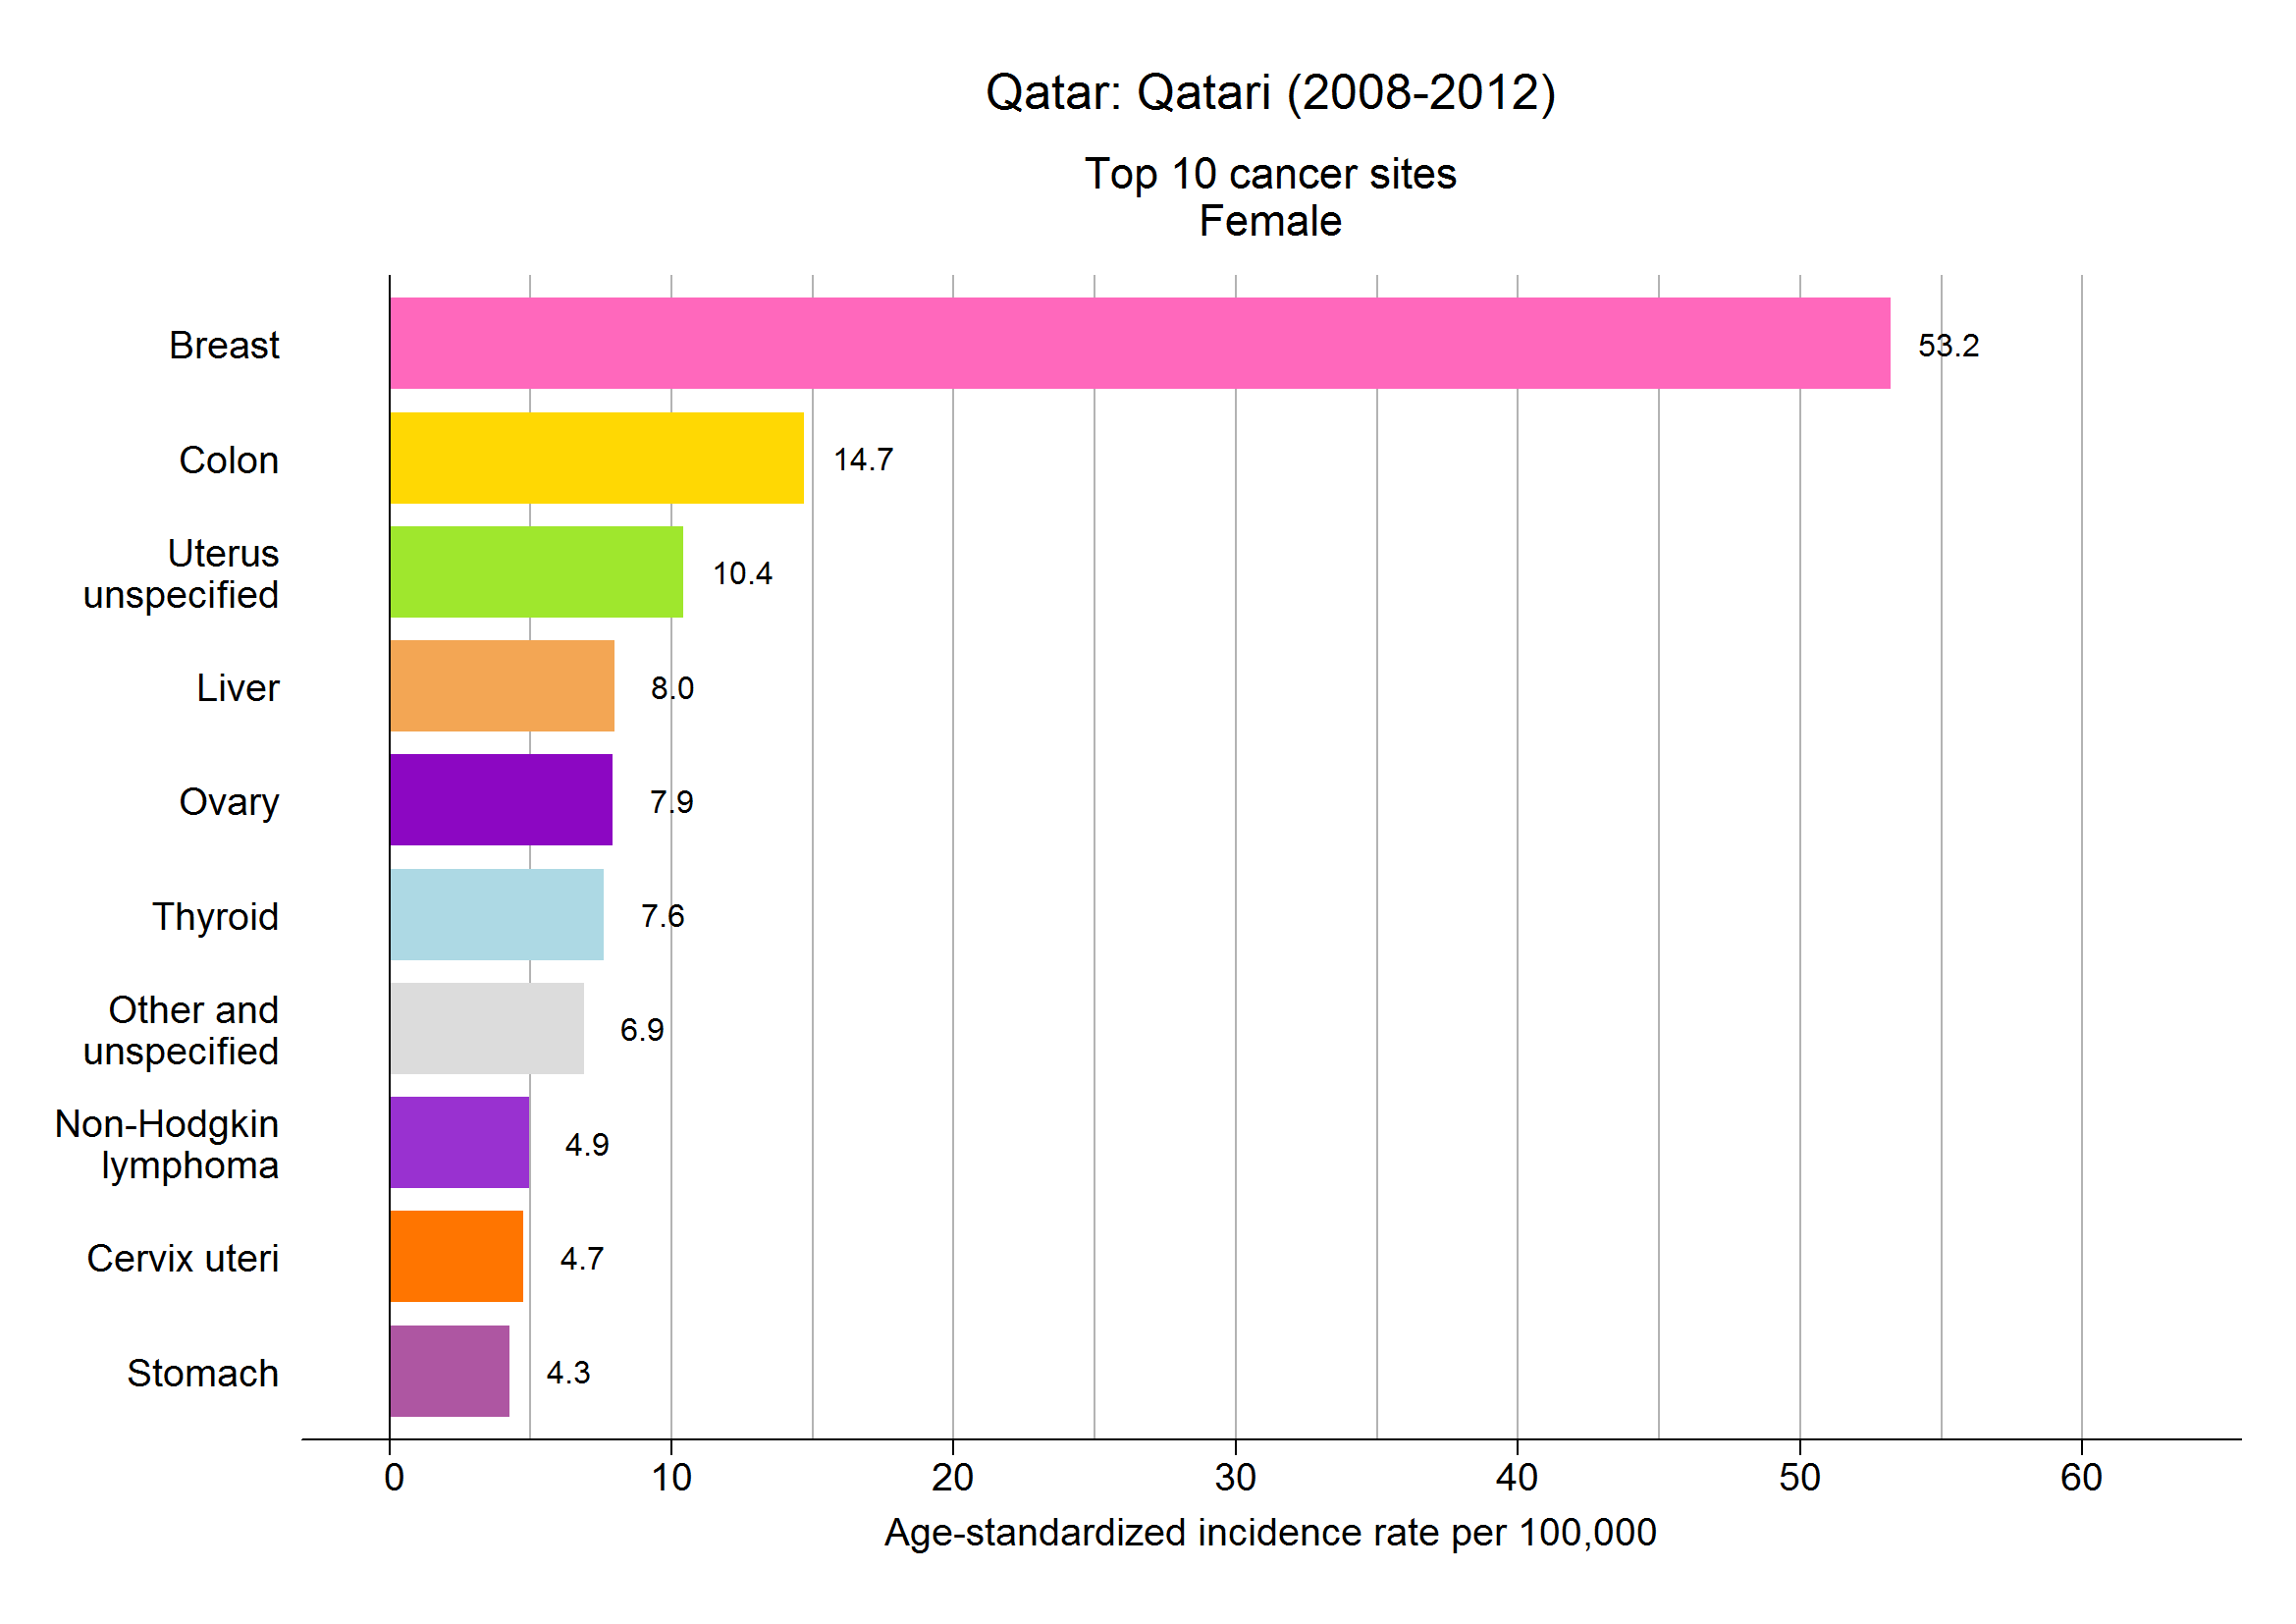 Qatar: Qatari (2008-2012)
Top 10 cancer sites
Female
Breast
53.2
Colon
14.7
Uterus
unspecified
10.4
Liver
8.0
Ovary
7.9
Thyroid
7.6
Other and
unspecified
6.9
Non-Hodgkin
lymphoma
4.9
Cervix uteri
4.7
Stomach
4.3
0 10 20 30 40 50 60
Age-standardized incidence rate per 100,000